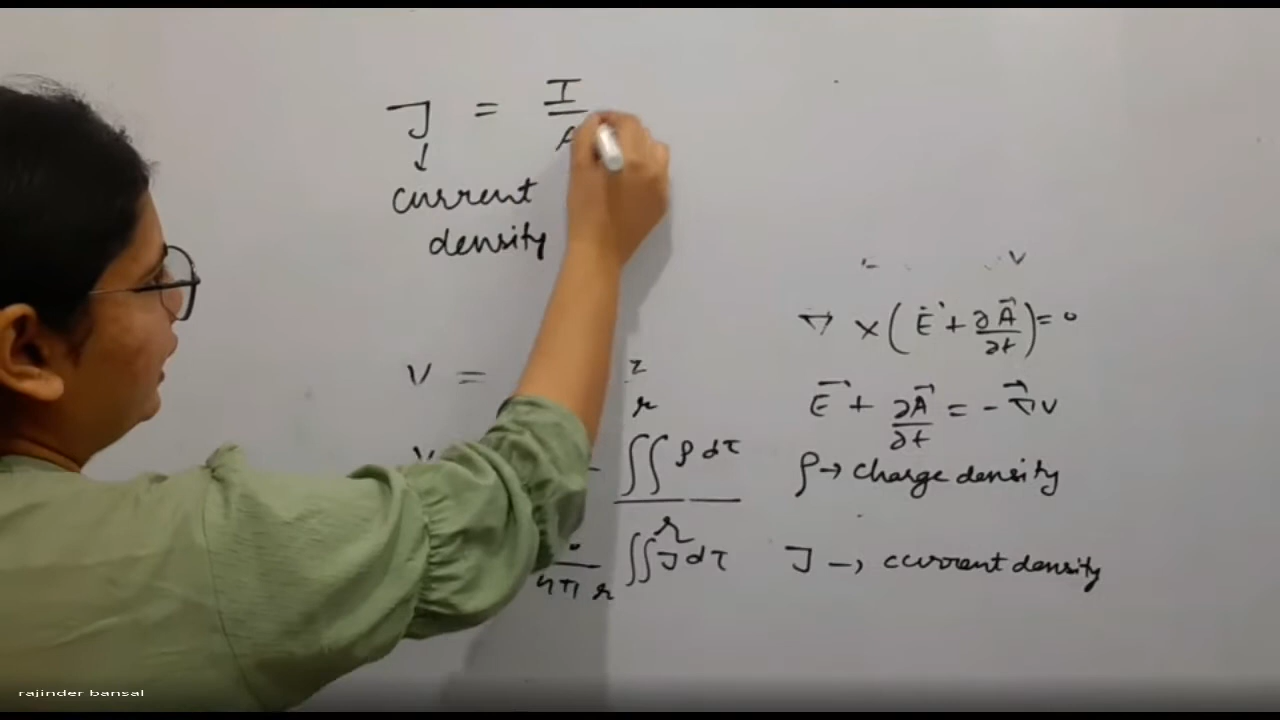 J = I/A
↓
current
density
V =
r
∬ ρ dτ
r
4π r ∬ J dτ
∇ × (E⃗ + ∂A⃗/∂t) = 0
E⃗ + ∂A⃗/∂t = - ∇⃗V
ρ → charge density
J → current density
rajinder bansal